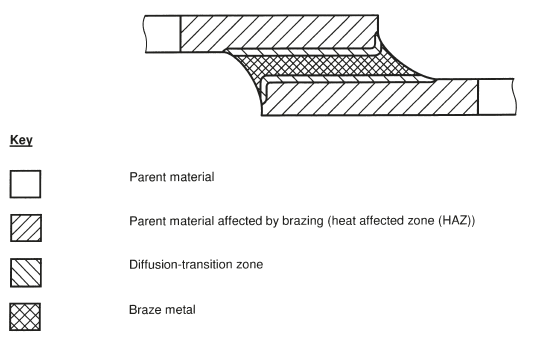 Key
Parent material
Parent material affected by brazing (heat affected zone (HAZ))
Diffusion-transition zone
Braze metal